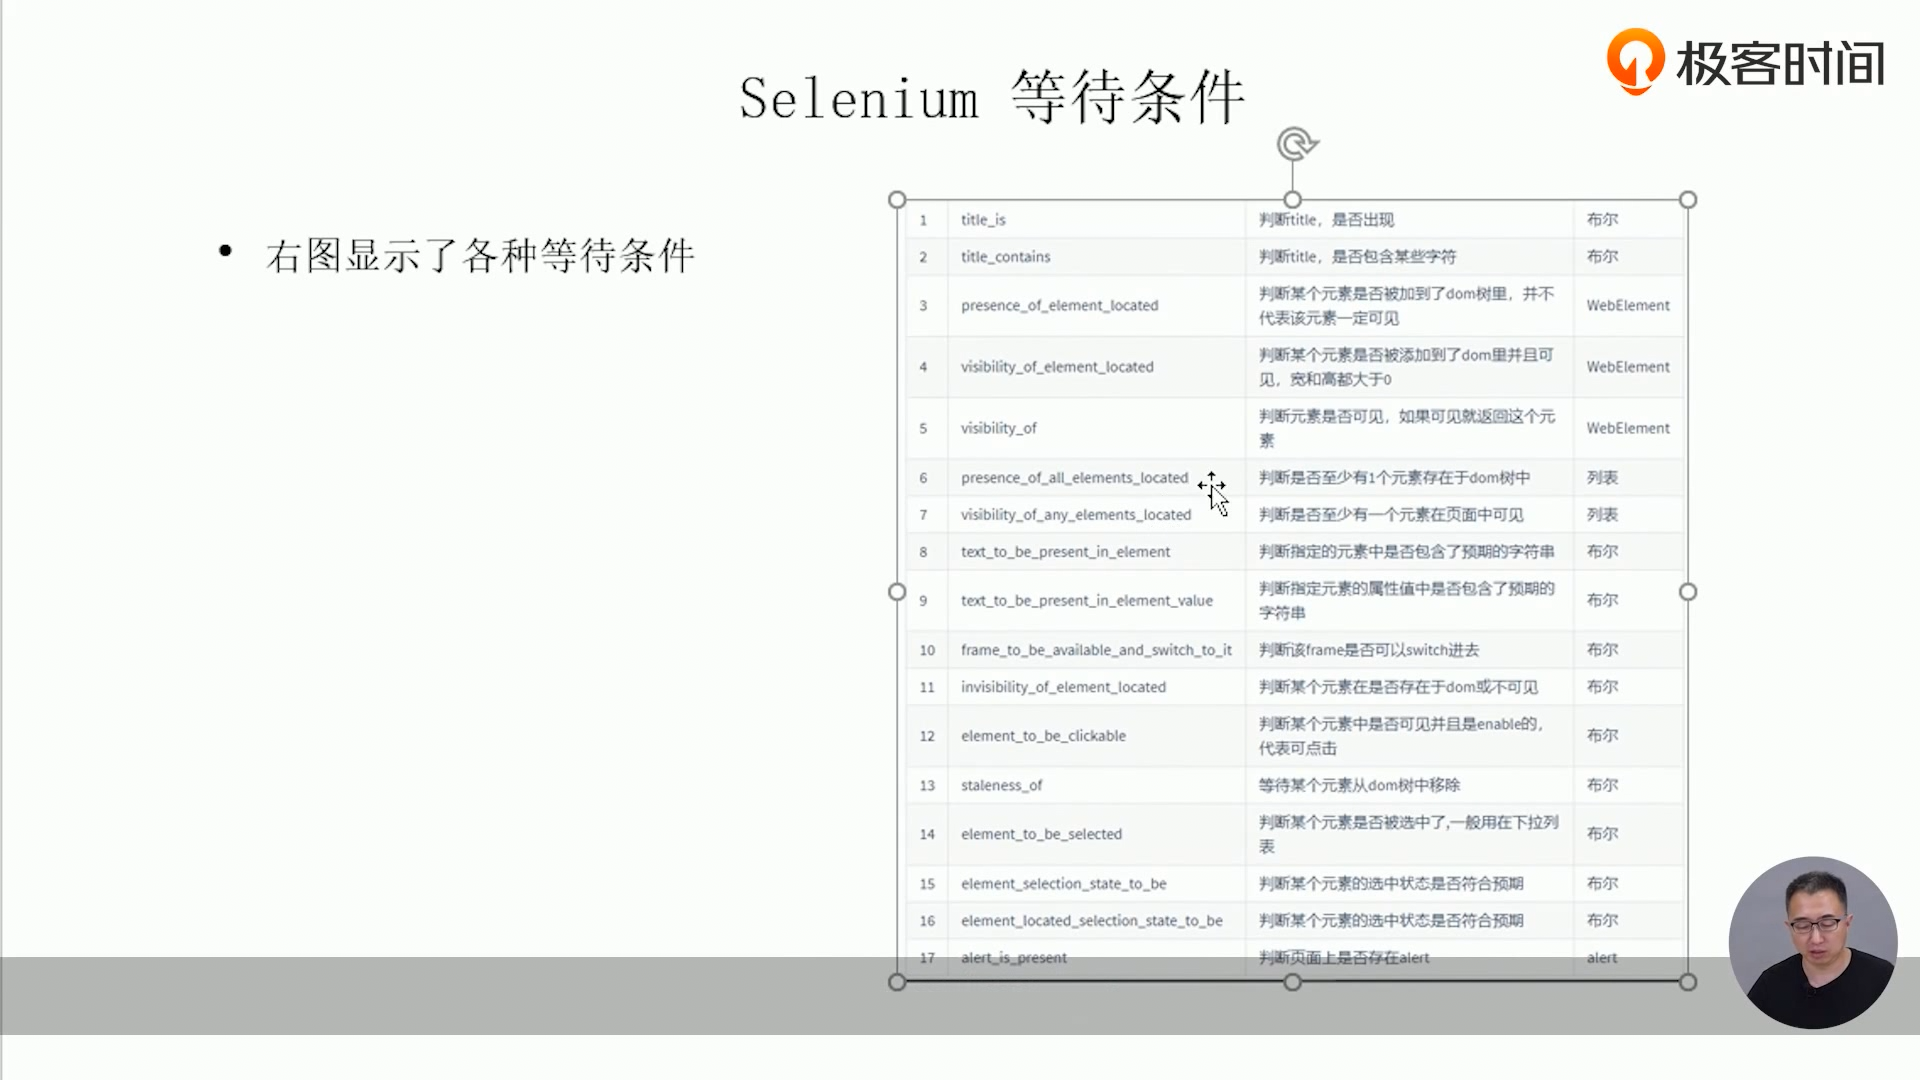 极客时间
Selenium 等待条件
• 右图显示了各种等待条件
1 title_is 判断title，是否出现 布尔
2 title_contains 判断title，是否包含某些字符 布尔
3 presence_of_element_located 判断某个元素是否被加到了dom树里，并不
代表该元素一定可见 WebElement
4 visibility_of_element_located 判断某个元素是否被添加到了dom里并且可
见，宽和高都大于0 WebElement
5 visibility_of 判断元素是否可见，如果可见就返回这个元
素 WebElement
6 presence_of_all_elements_located 判断是否至少有1个元素存在于dom树中 列表
7 visibility_of_any_elements_located 判断是否至少有一个元素在页面中可见 列表
8 text_to_be_present_in_element 判断指定的元素中是否包含了预期的字符串 布尔
9 text_to_be_present_in_element_value 判断指定元素的属性值中是否包含了预期的
字符串 布尔
10 frame_to_be_available_and_switch_to_it 判断该frame是否可以switch进去 布尔
11 invisibility_of_element_located 判断某个元素在是否存在于dom或不可见 布尔
12 element_to_be_clickable 判断某个元素中是否可见并且是enable的，
代表可点击 布尔
13 staleness_of 等待某个元素从dom树中移除 布尔
14 element_to_be_selected 判断某个元素是否被选中了,一般用在下拉列
表 布尔
15 element_selection_state_to_be 判断某个元素的选中状态是否符合预期 布尔
16 element_located_selection_state_to_be 判断某个元素的选中状态是否符合预期 布尔
17 alert_is_present 判断页面上是否存在alert alert